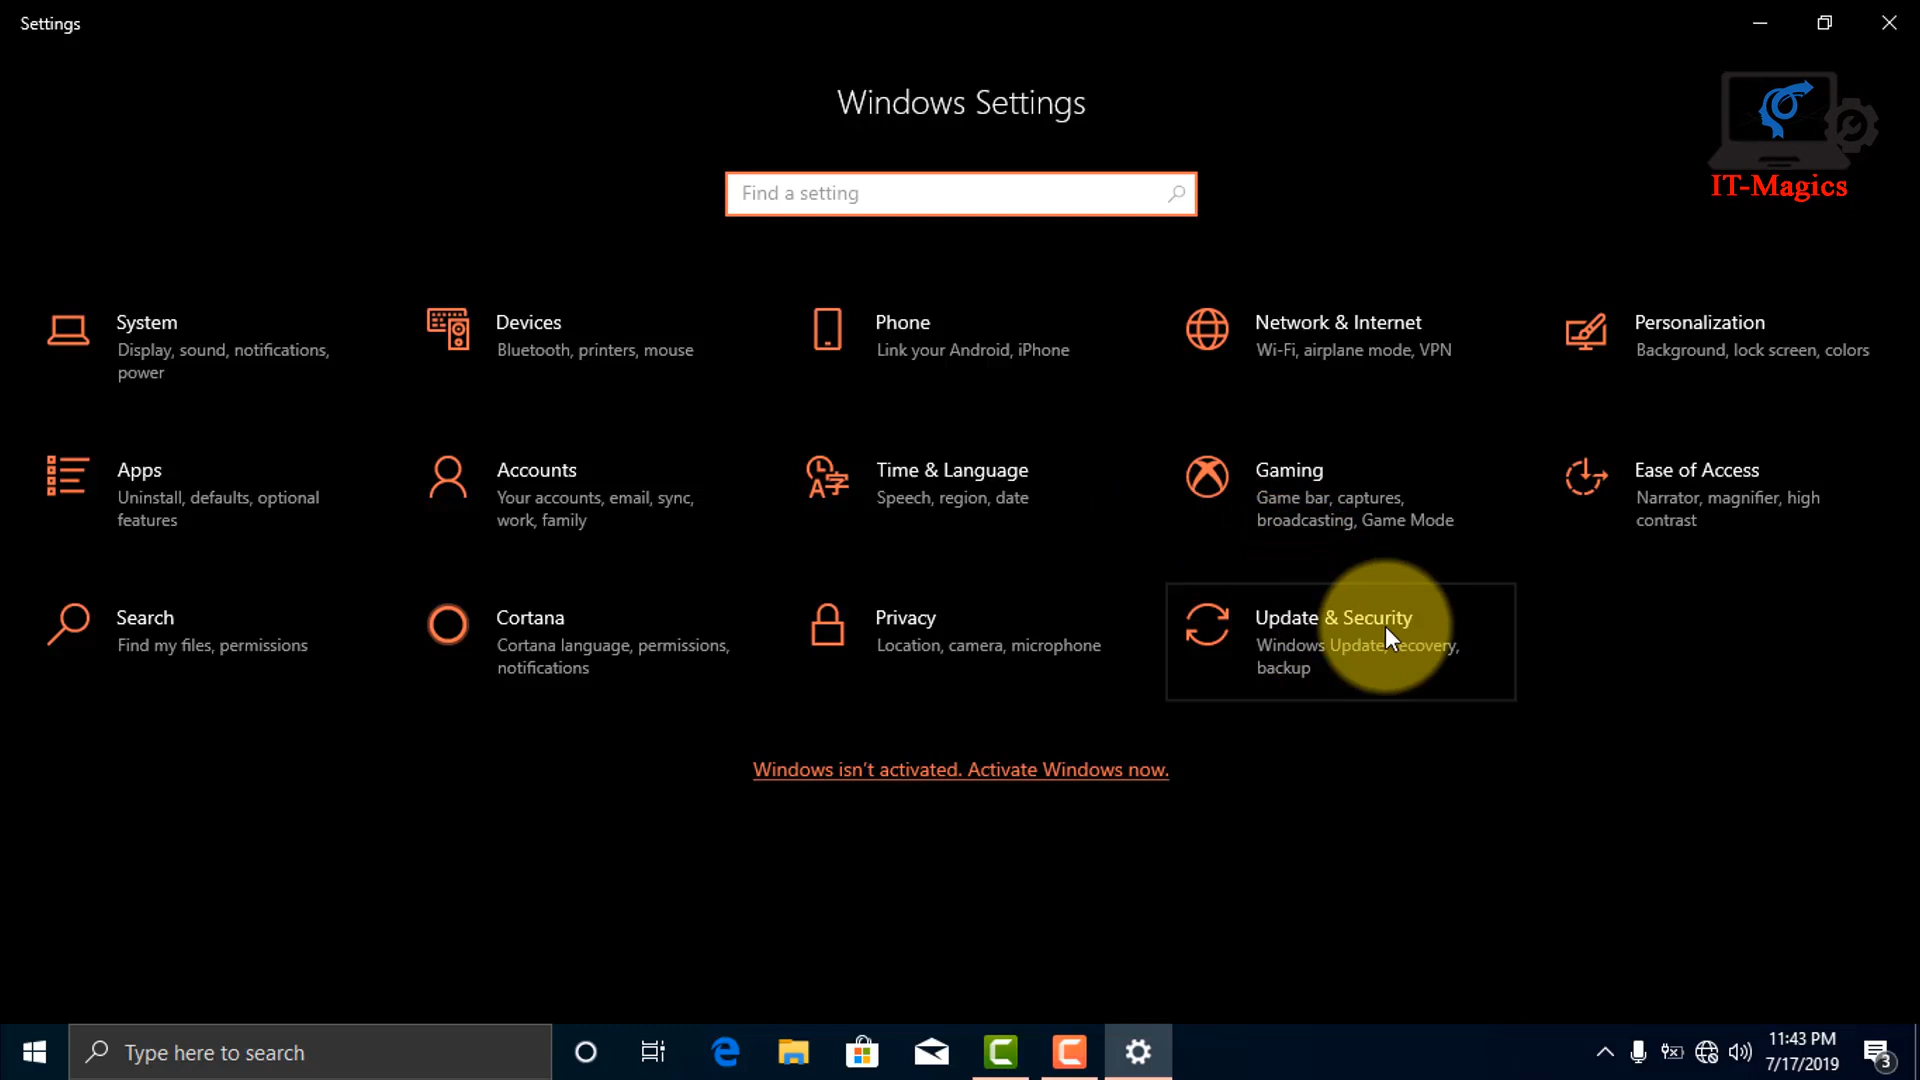 Settings
Windows Settings
IT-Magics
Find a setting
System
Display, sound, notifications,
power
Devices
Bluetooth, printers, mouse
Phone
Link your Android, iPhone
Network & Internet
Wi-Fi, airplane mode, VPN
Personalization
Background, lock screen, colors
Apps
Uninstall, defaults, optional
features
Accounts
Your accounts, email, sync,
work, family
Time & Language
Speech, region, date
Gaming
Game bar, captures,
broadcasting, Game Mode
Ease of Access
Narrator, magnifier, high
contrast
Search
Find my files, permissions
Cortana
Cortana language, permissions,
notifications
Privacy
Location, camera, microphone
Update & Security
Windows Update, recovery,
backup
Windows isn't activated. Activate Windows now.
Type here to search
11:43 PM
7/17/2019
3